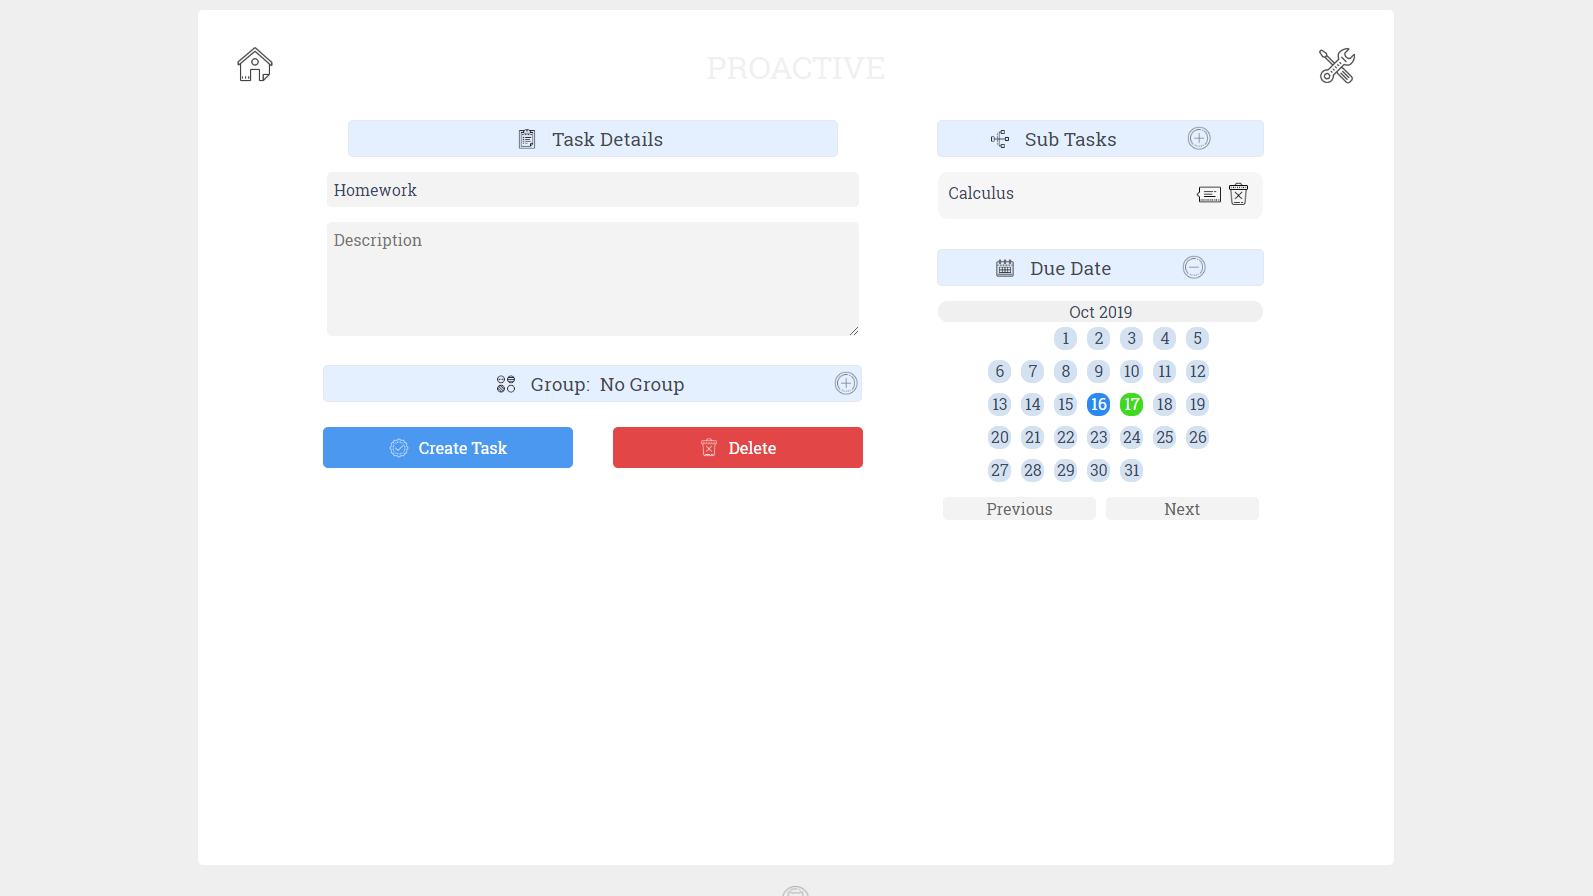 PROACTIVE
Task Details
Homework
Description
Group: No Group
Create Task
Delete
Sub Tasks
Calculus
Due Date
Oct 2019
1 2 3 4 5
6 7 8 9 10 11 12
13 14 15 16 17 18 19
20 21 22 23 24 25 26
27 28 29 30 31
Previous Next